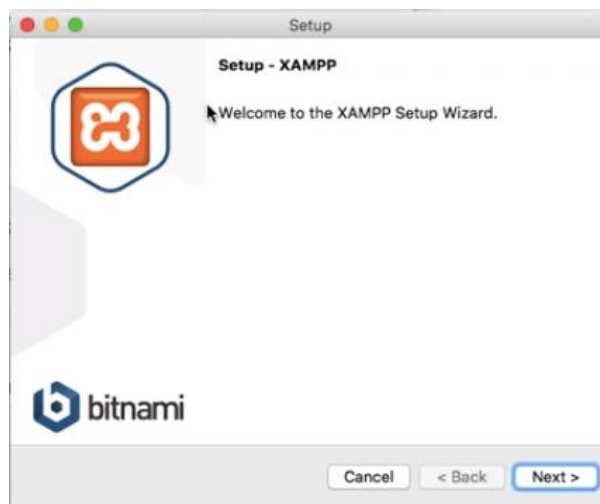 Setup
Setup - XAMPP
Welcome to the XAMPP Setup Wizard.
bitnami
Cancel
< Back
Next >